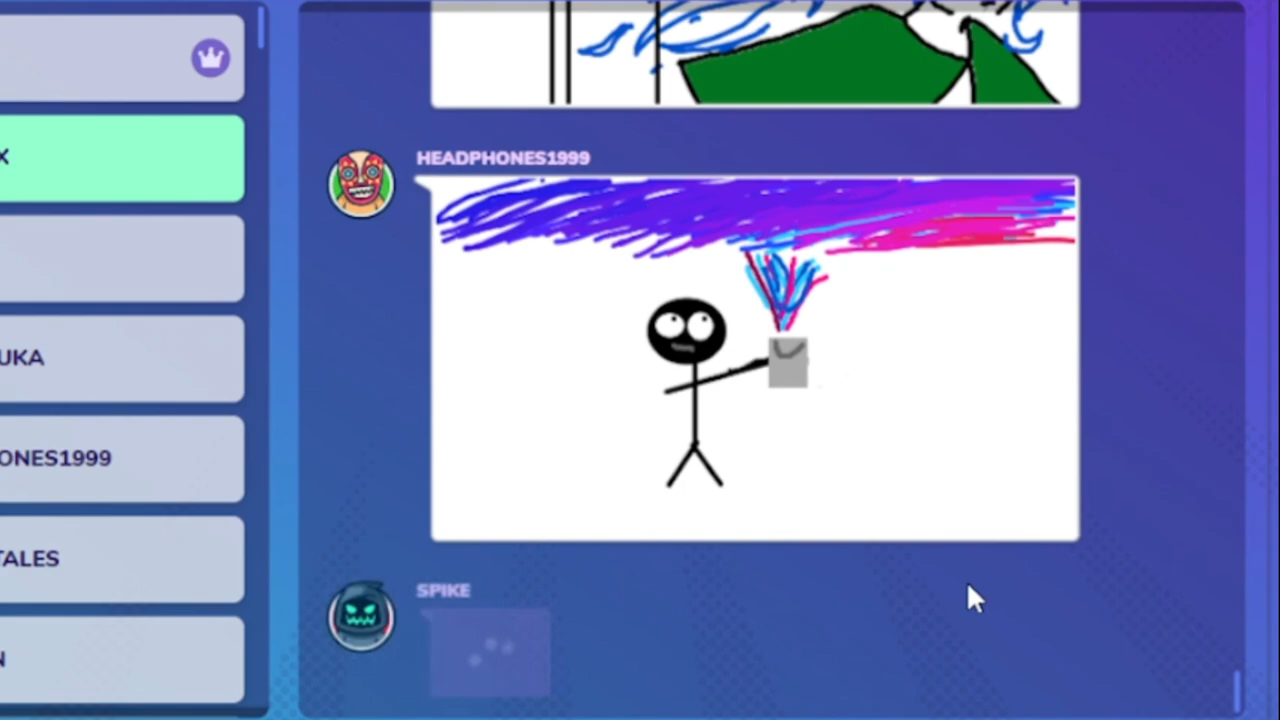 X
HEADPHONES1999
UKA
ONES1999
TALES
SPIKE
N